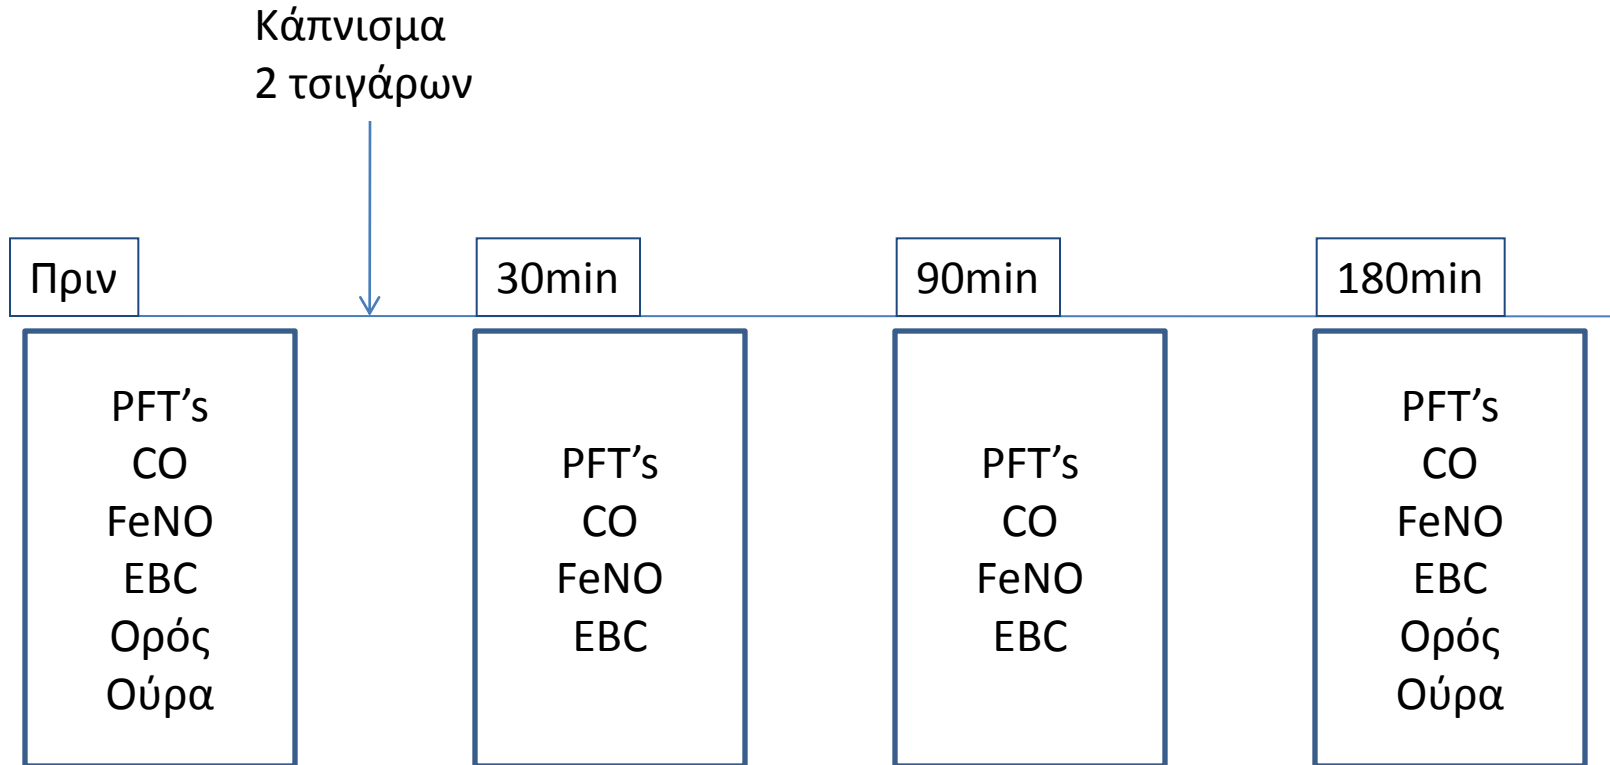 Κάπνισμα
2 τσιγάρων
Πριν
30min
90min
180min
PFT’s
CO
FeNO
EBC
Ορός
Ούρα
PFT’s
CO
FeNO
EBC
PFT’s
CO
FeNO
EBC
PFT’s
CO
FeNO
EBC
Ορός
Ούρα